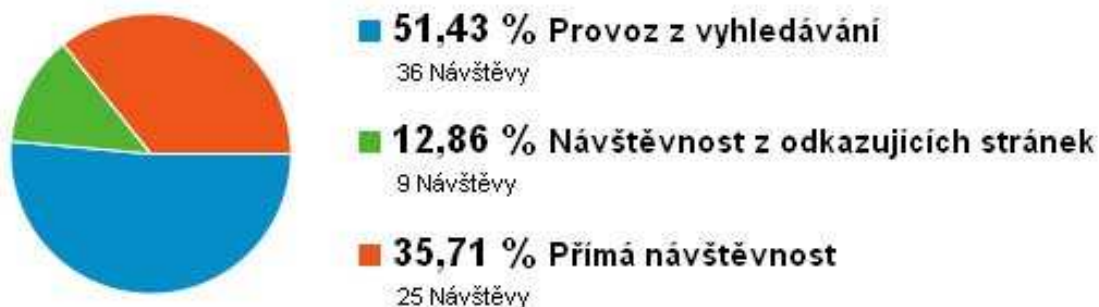 51,43 % Provoz z vyhledávání
36 Návštěvy
12,86 % Návštěvnost z odkazujících stránek
9 Návštěvy
35,71 % Přímá návštěvnost
25 Návštěvy